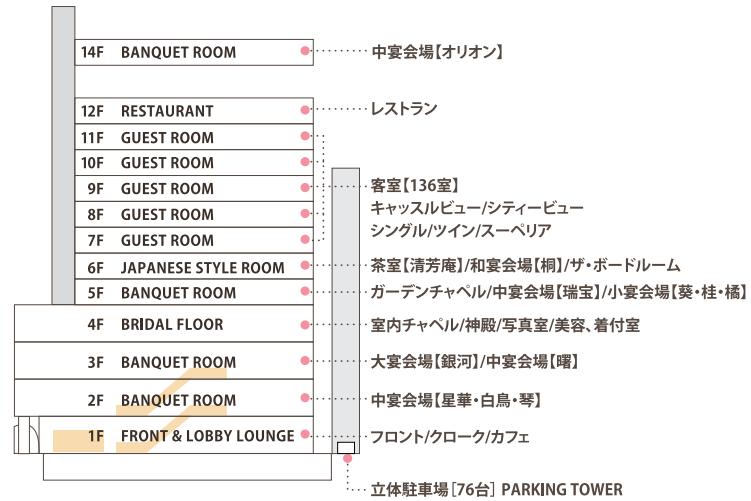 14F BANQUET ROOM 中宴会場【オリオン】
12F RESTAURANT レストラン
11F GUEST ROOM
10F GUEST ROOM
9F GUEST ROOM 客室【136室】
キャッスルビュー/シティービュー
8F GUEST ROOM
シングル/ツイン/スーペリア
7F GUEST ROOM
6F JAPANESE STYLE ROOM 茶室【清芳庵】/和宴会場【桐】/ザ・ボードルーム
5F BANQUET ROOM ガーデンチャペル/中宴会場【瑞宝】/小宴会場【葵・桂・橘】
4F BRIDAL FLOOR 室内チャペル/神殿/写真室/美容、着付室
3F BANQUET ROOM 大宴会場【銀河】/中宴会場【曙】
2F BANQUET ROOM 中宴会場【星華・白鳥・琴】
1F FRONT & LOBBY LOUNGE フロント/クローク/カフェ
立体駐車場[76台] PARKING TOWER